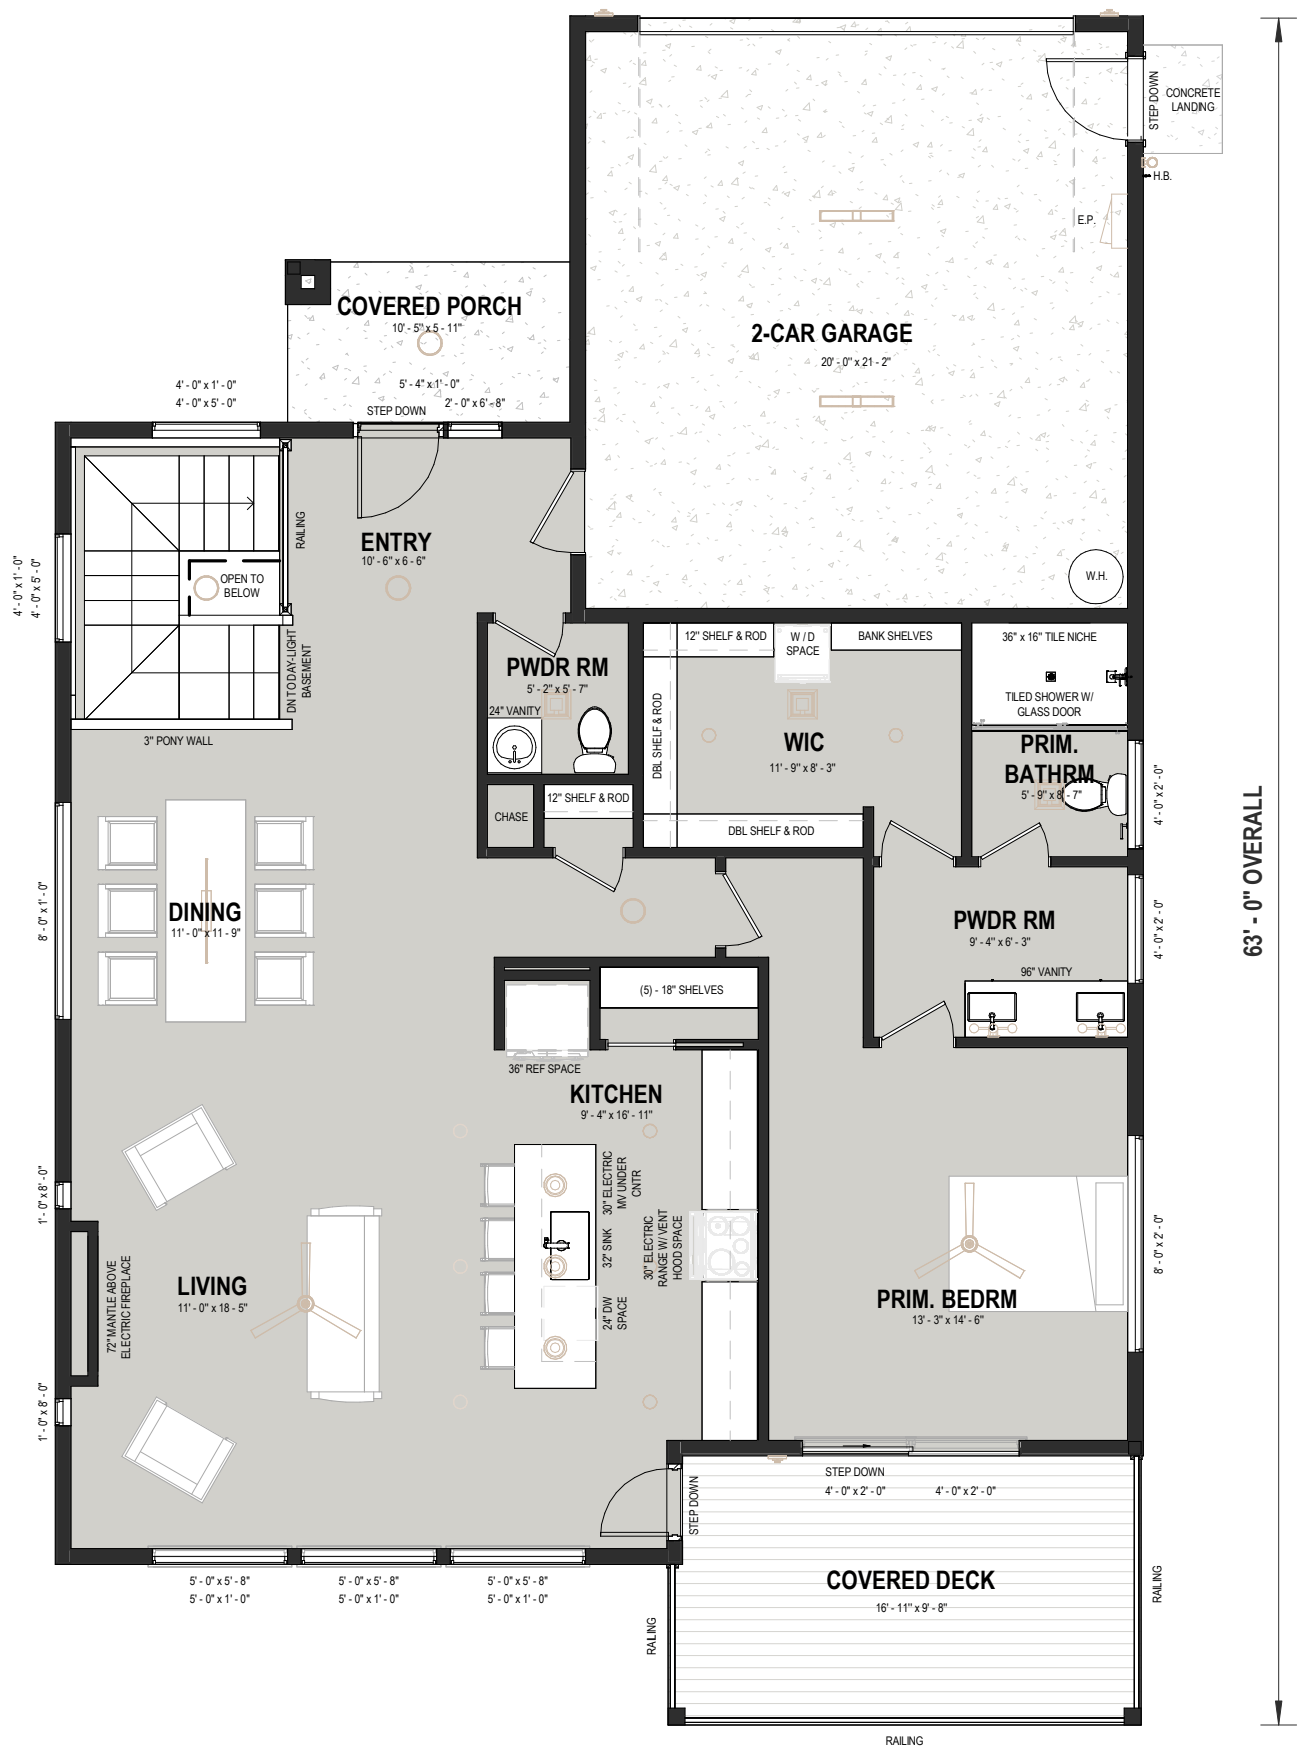 STEP DOWN
CONCRETE
LANDING
H.B.
E.P.
COVERED PORCH
10' - 5" x 5 - 11"
2-CAR GARAGE
20' - 0" x 21 - 2"
4' - 0" x 1' - 0"
4' - 0" x 5' - 0"
5' - 4" x 1' - 0"
2' - 0" x 6' - 8"
STEP DOWN
RAILING
ENTRY
10' - 6" x 6 - 6"
4' - 0" x 1' - 0"
4' - 0" x 5' - 0"
OPEN TO
BELOW
W.H.
DN TO DAY-LIGHT
BASEMENT
12" SHELF & ROD
W / D
SPACE
BANK SHELVES
36" x 16" TILE NICHE
PWDR RM
5' - 2" x 5' - 7"
24" VANITY
TILED SHOWER W/
GLASS DOOR
DBL SHELF & ROD
3" PONY WALL
WIC
11' - 9" x 8' - 3"
PRIM.
BATHRM
5' - 9" x 8' - 7"
4' - 0" x 2' - 0"
12" SHELF & ROD
CHASE
DBL SHELF & ROD
63' - 0" OVERALL
8' - 0" x 1' - 0"
DINING
11' - 0" x 11 - 9"
PWDR RM
9' - 4" x 6' - 3"
4' - 0" x 2' - 0"
96" VANITY
(5) - 18" SHELVES
36" REF SPACE
KITCHEN
9' - 4" x 16' - 11"
1' - 0" x 8' - 0"
30" ELECTRIC
MV UNDER
CNTR
32" SINK
30" ELECTRIC
RANGE W/ VENT
HOOD SPACE
24" DW
SPACE
8' - 0" x 2' - 0"
72" MANTLE ABOVE
ELECTRIC FIREPLACE
LIVING
11' - 0" x 18 - 5"
PRIM. BEDRM
13' - 3" x 14' - 6"
1' - 0" x 8' - 0"
STEP DOWN
4' - 0" x 2' - 0"
4' - 0" x 2' - 0"
STEP DOWN
5' - 0" x 5' - 8"
5' - 0" x 1' - 0"
5' - 0" x 5' - 8"
5' - 0" x 1' - 0"
5' - 0" x 5' - 8"
5' - 0" x 1' - 0"
COVERED DECK
16' - 11" x 9' - 8"
RAILING
RAILING
RAILING